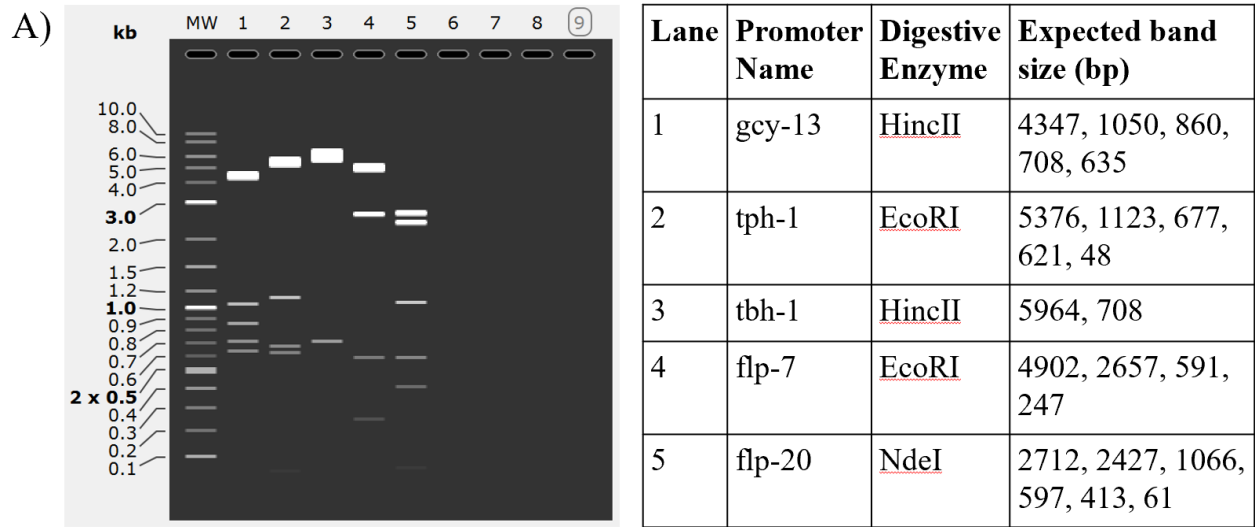 A)
kb
MW 1 2 3 4 5 6 7 8 9
10.0
8.0
6.0
5.0
4.0
3.0
2.0
1.5
1.2
1.0
0.9
0.8
0.7
0.6
2 x 0.5
0.4
0.3
0.2
0.1
Lane Promoter Name Digestive Enzyme Expected band size (bp)
1 gcy-13 HincII 4347, 1050, 860,
708, 635
2 tph-1 EcoRI 5376, 1123, 677,
621, 48
3 tbh-1 HincII 5964, 708
4 flp-7 EcoRI 4902, 2657, 591,
247
5 flp-20 NdeI 2712, 2427, 1066,
597, 413, 61